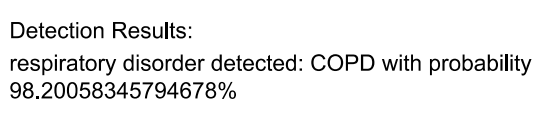 Detection Results:
respiratory disorder detected: COPD with probability
98.20058345794678%